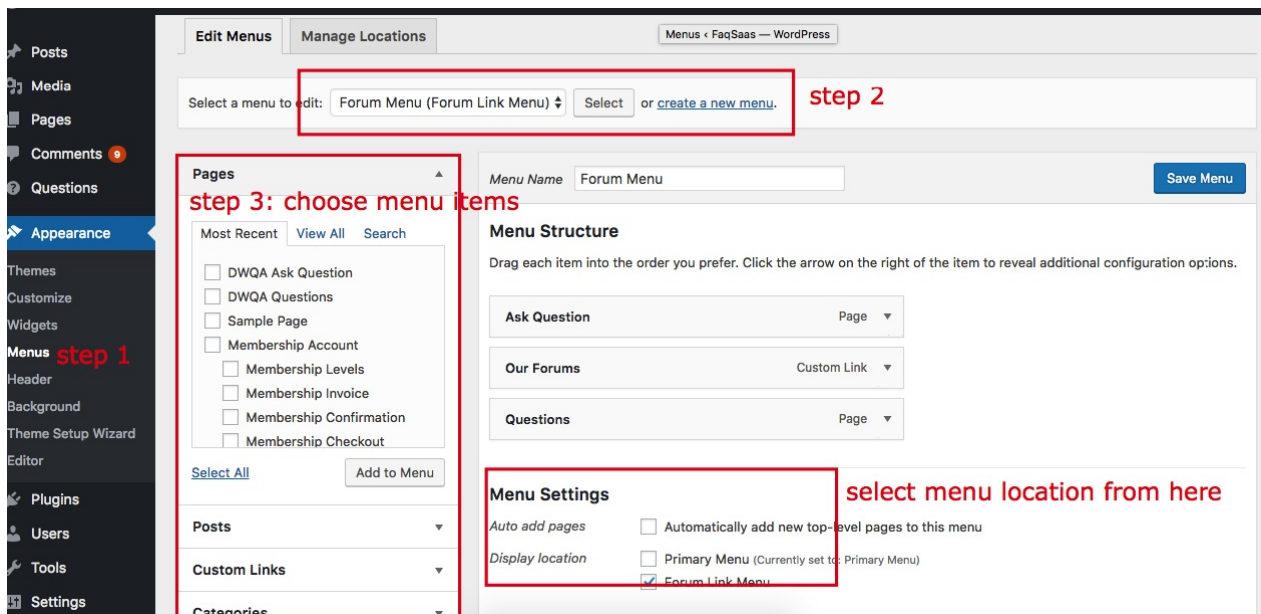 Posts
Media
Pages
Comments 9
Questions
Appearance
Themes
Customize
Widgets
Menus step 1
Header
Background
Theme Setup Wizard
Editor
Plugins
Users
Tools
Settings
Edit Menus Manage Locations
Menus ‹ FaqSaas — WordPress
Select a menu to edit: Forum Menu (Forum Link Menu) Select or create a new menu.
step 2
Pages
step 3: choose menu items
Most Recent View All Search
DWQA Ask Question
DWQA Questions
Sample Page
Membership Account
Membership Levels
Membership Invoice
Membership Confirmation
Membership Checkout
Select All Add to Menu
Posts
Custom Links
Categories
Menu Name Forum Menu Save Menu
Menu Structure
Drag each item into the order you prefer. Click the arrow on the right of the item to reveal additional configuration options.
Ask Question Page
Our Forums Custom Link
Questions Page
Menu Settings
select menu location from here
Auto add pages Automatically add new top-level pages to this menu
Display location Primary Menu (Currently set to: Primary Menu)
Forum Link Menu